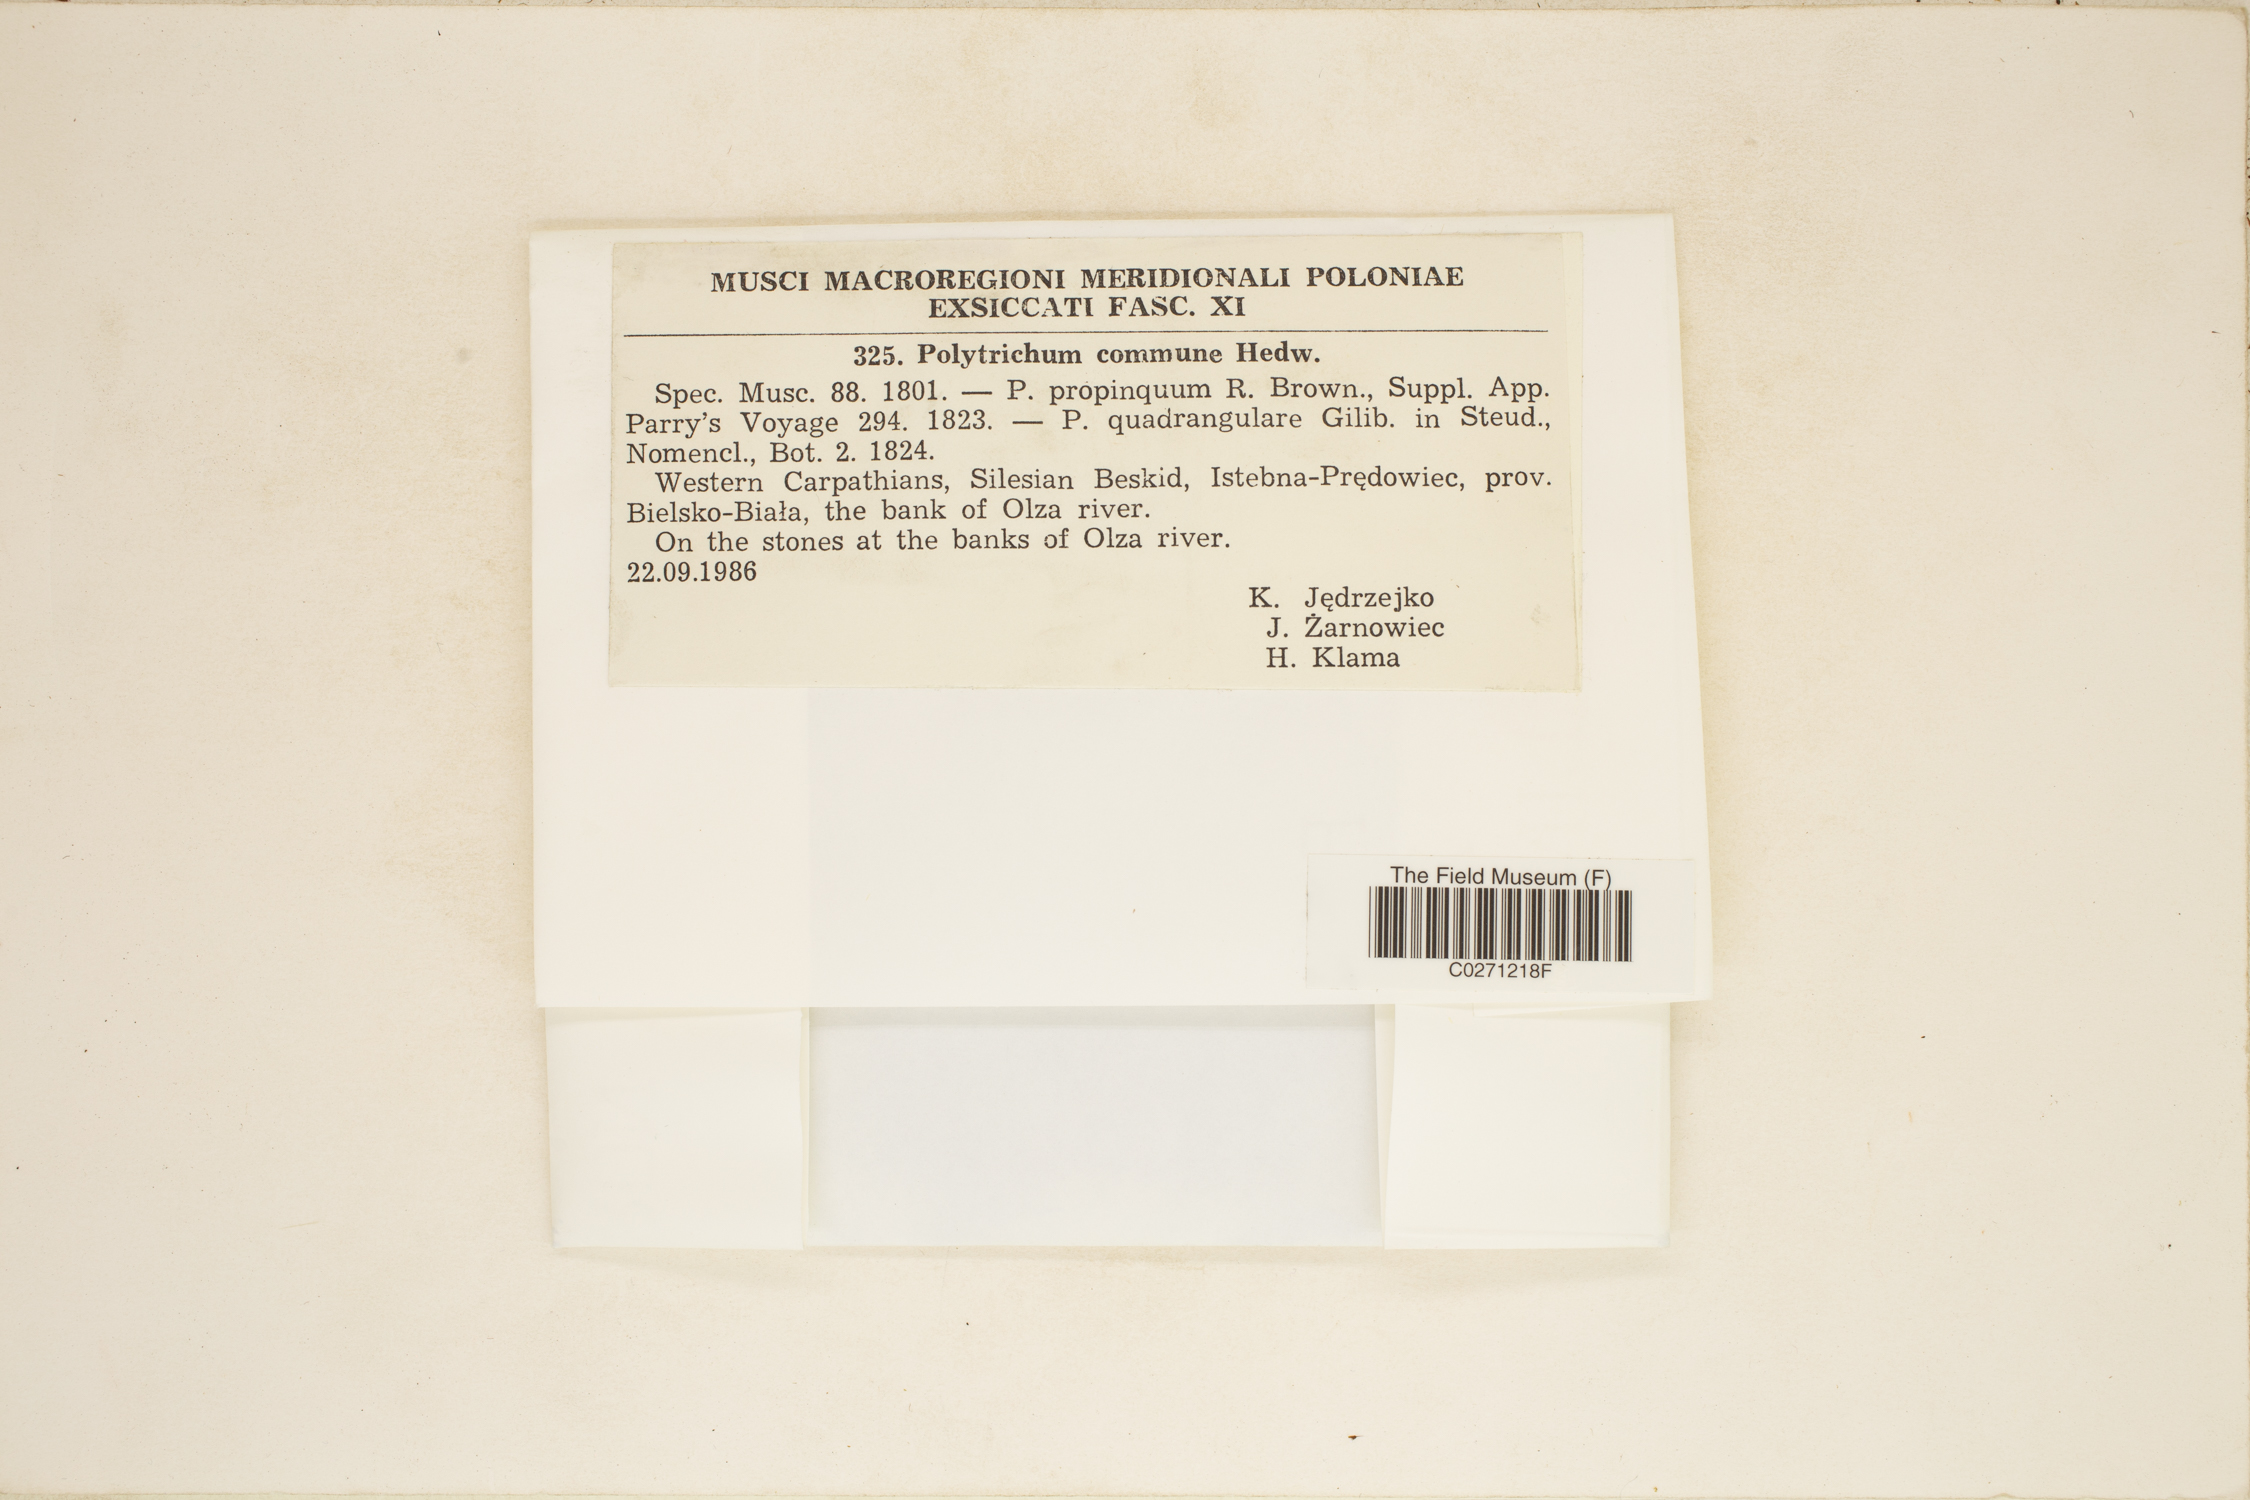 MUSCI MACROREGIONI MERIDIONALI POLONIAE
EXSICCATI FASC. XI
325. Polytrichum commune Hedw.
Spec. Musc. 88. 1801. — P. propinquum R. Brown., Suppl. App.
Parry's Voyage 294. 1823. — P. quadrangulare Gilib. in Steud.,
Nomencl., Bot. 2. 1824.
Western Carpathians, Silesian Beskid, Istebna-Prędowiec, prov.
Bielsko-Biała, the bank of Olza river.
On the stones at the banks of Olza river.
22.09.1986
K. Jędrzejko
J. Żarnowiec
H. Klama
The Field Museum (F)
C0271218F